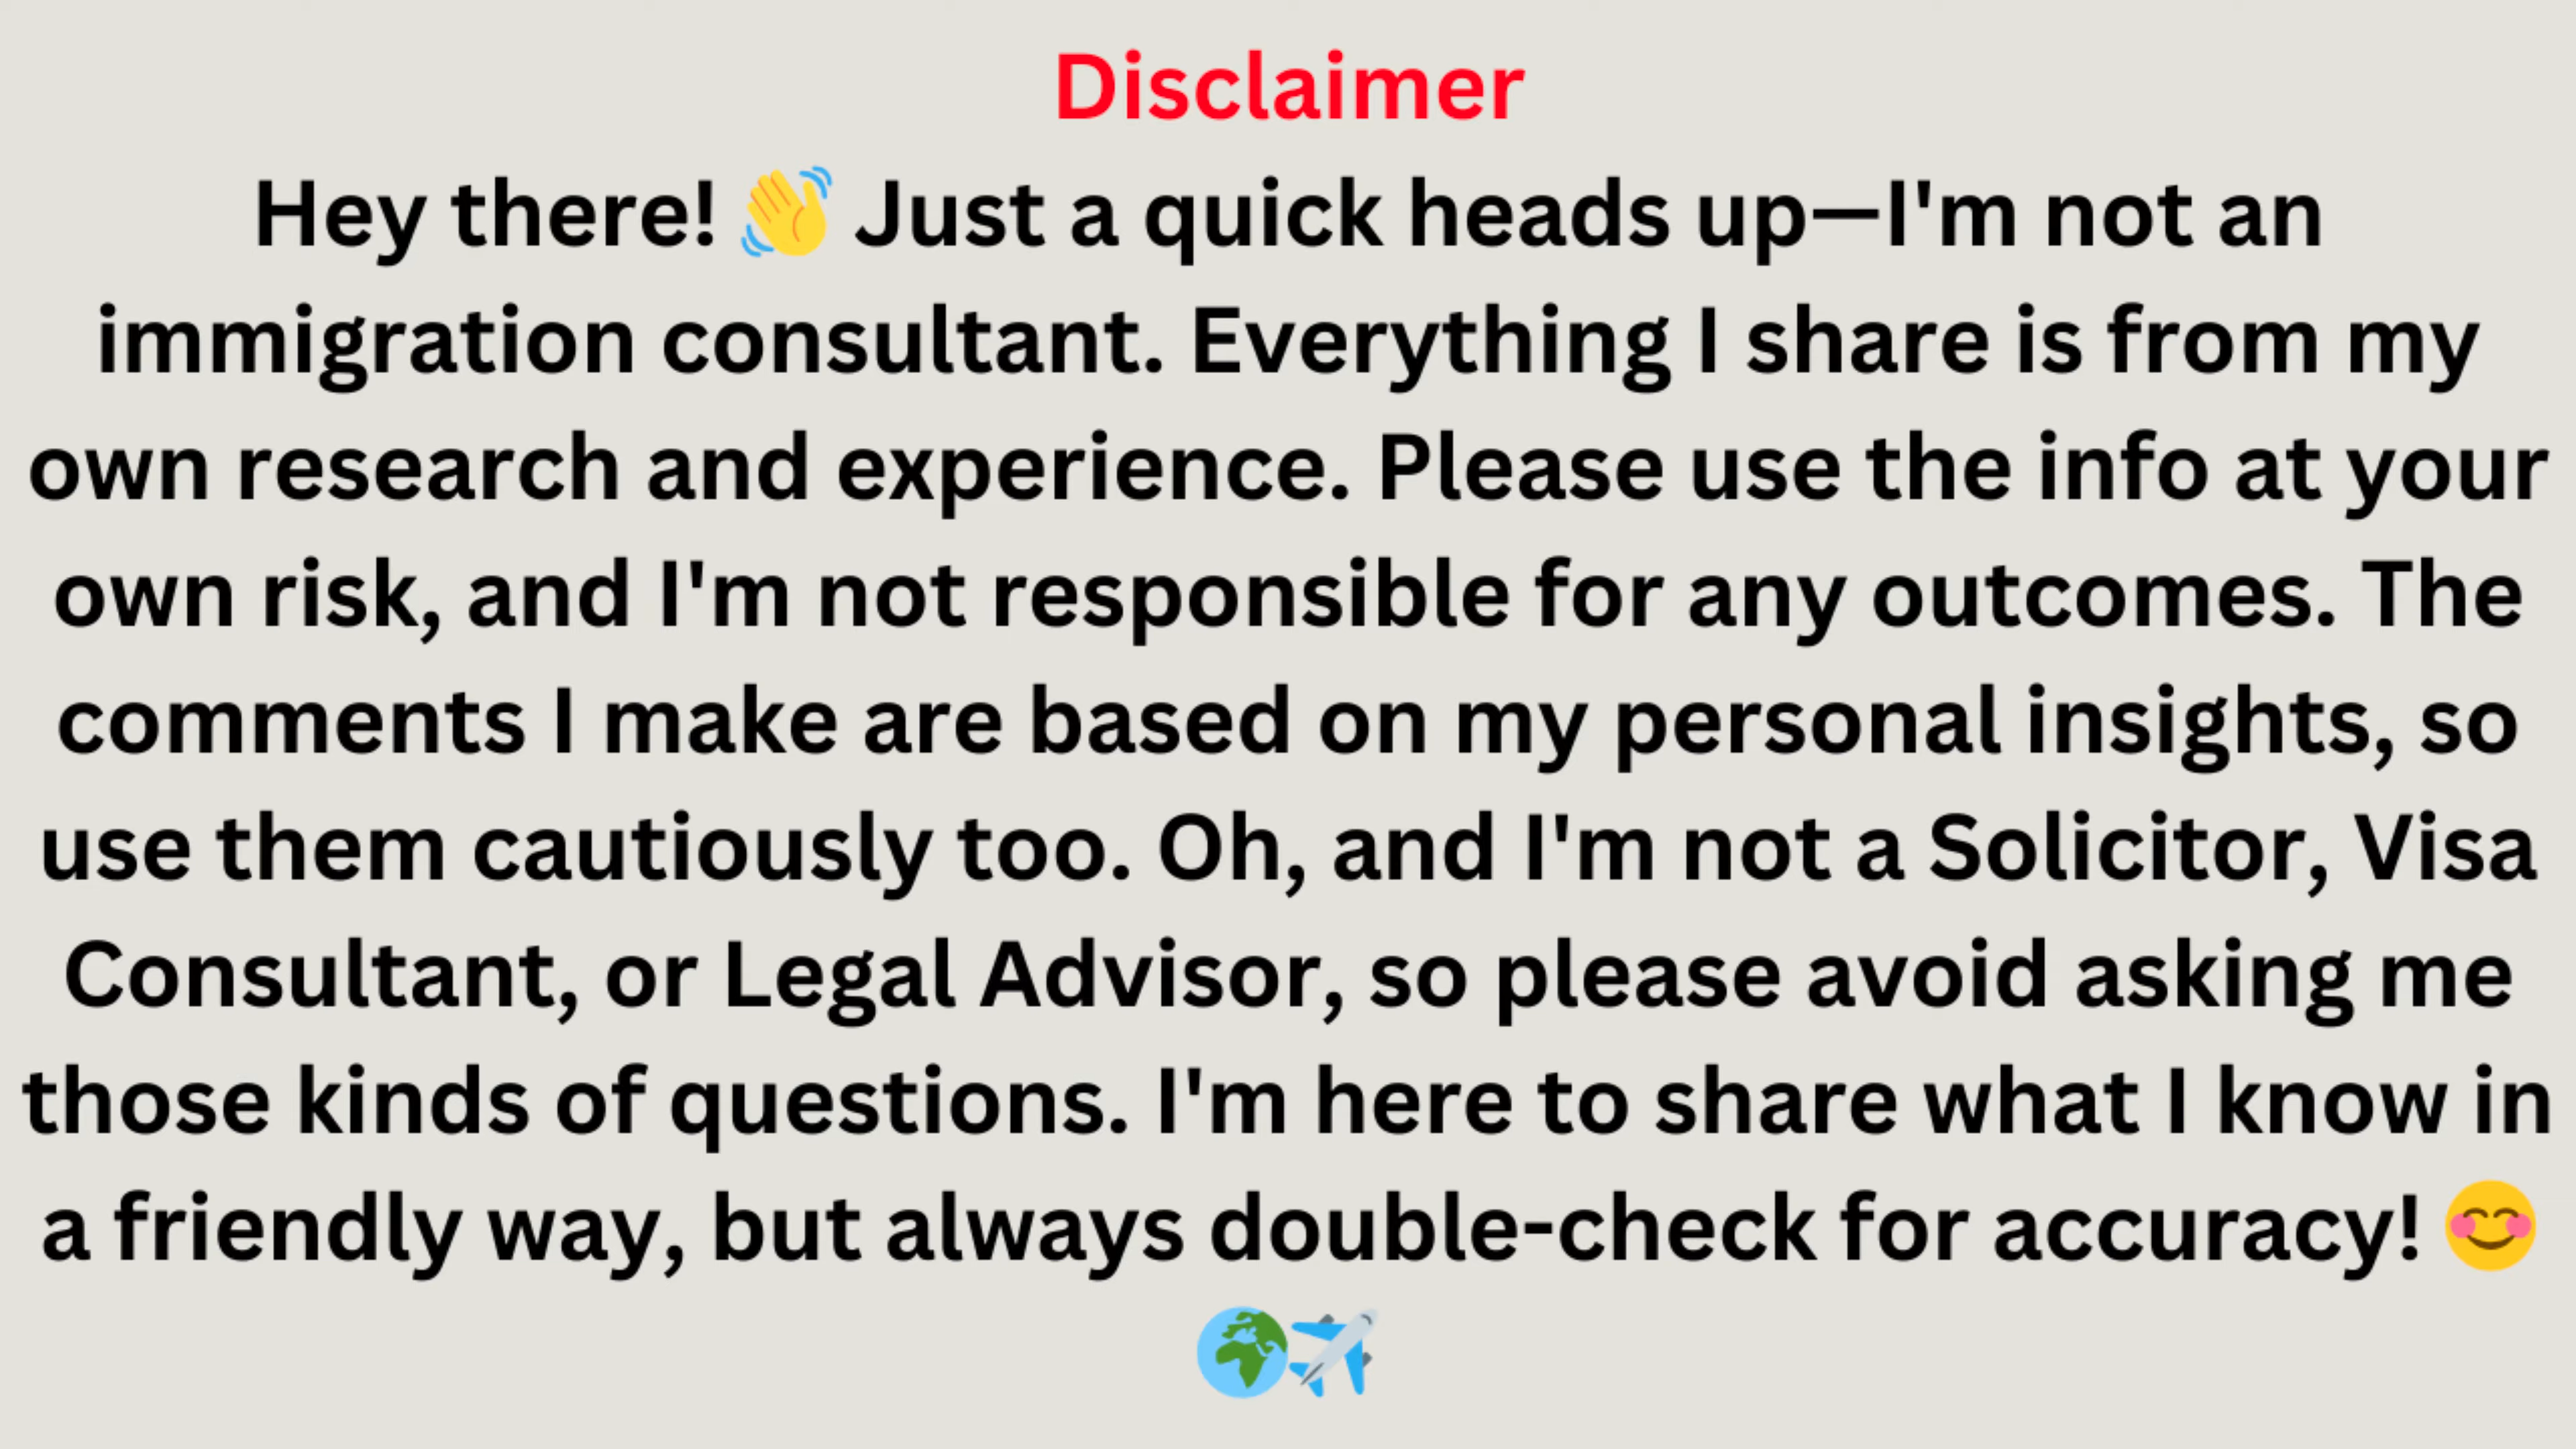 Disclaimer
Hey there! 👋 Just a quick heads up—I'm not an
immigration consultant. Everything I share is from my
own research and experience. Please use the info at your
own risk, and I'm not responsible for any outcomes. The
comments I make are based on my personal insights, so
use them cautiously too. Oh, and I'm not a Solicitor, Visa
Consultant, or Legal Advisor, so please avoid asking me
those kinds of questions. I'm here to share what I know in
a friendly way, but always double-check for accuracy! 😊
🌍✈️